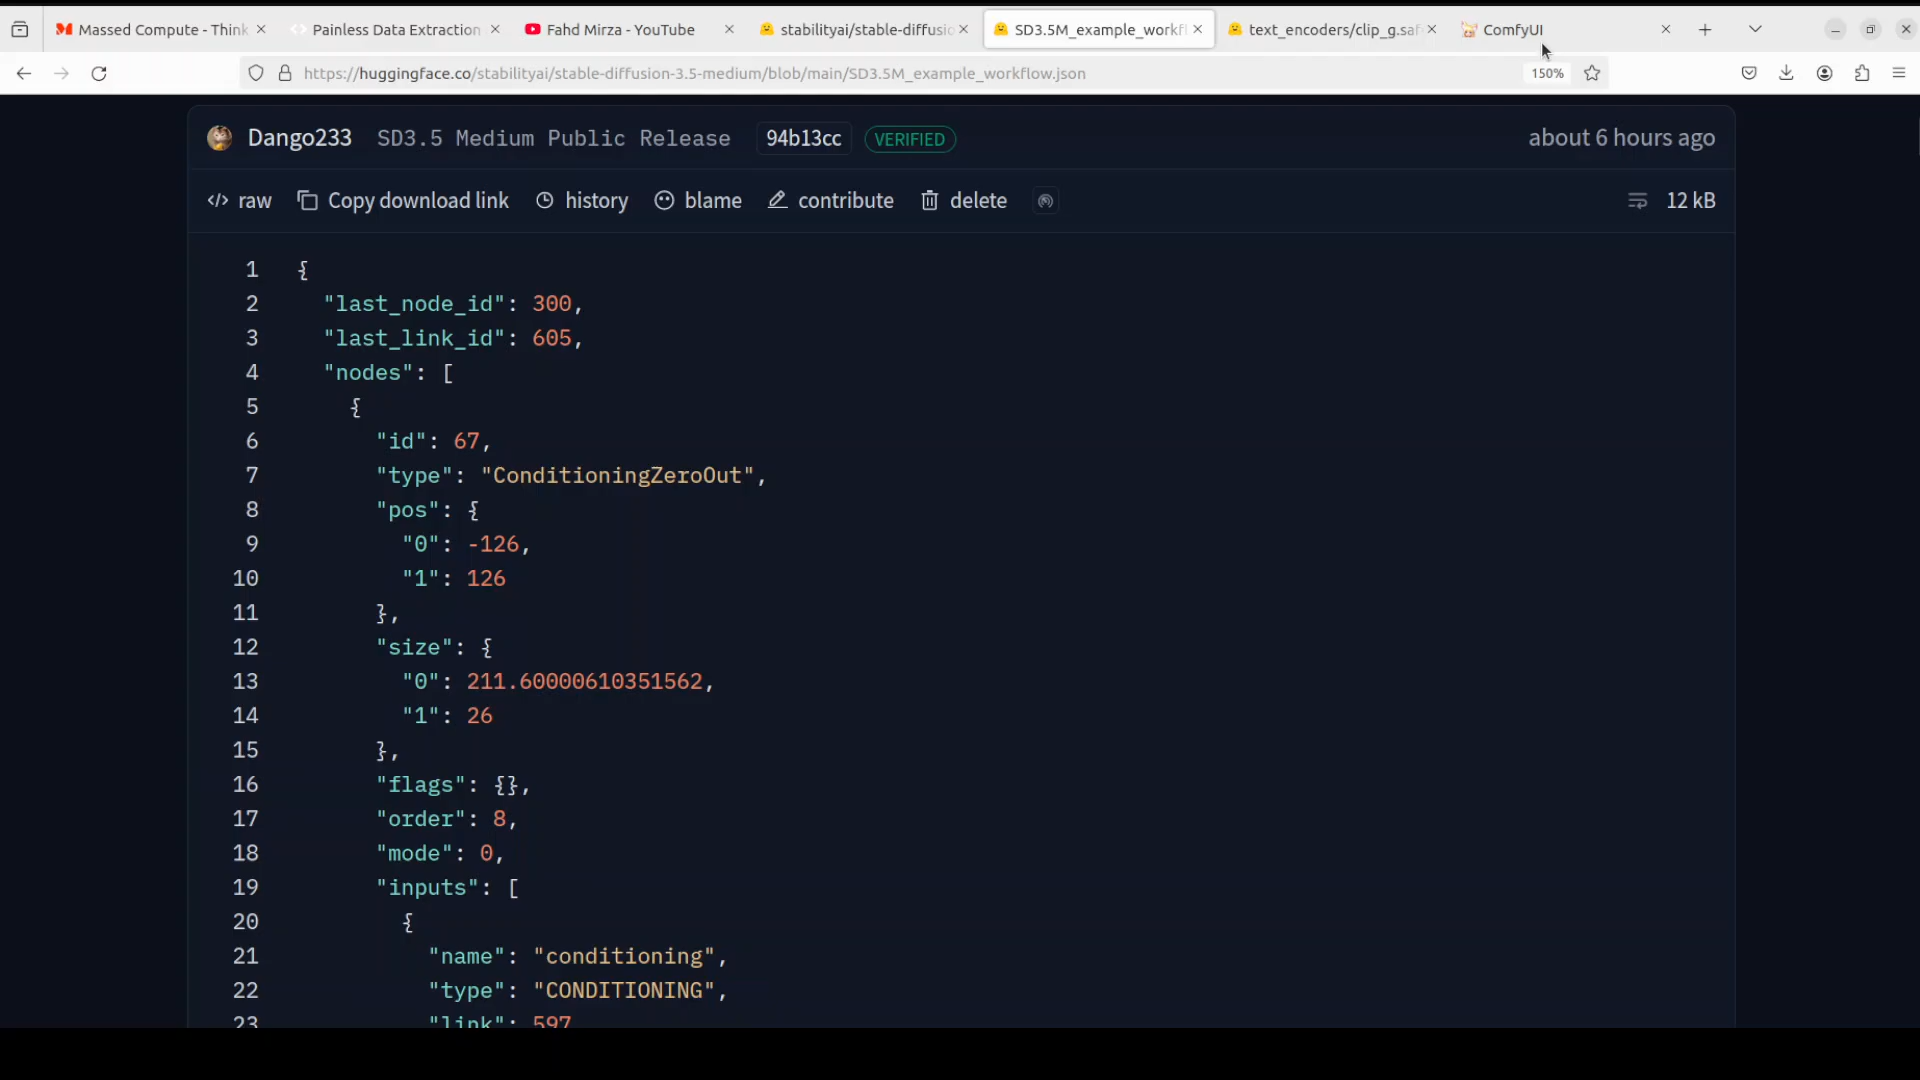 Massed Compute - Think
Painless Data Extraction
Fahd Mirza - YouTube
stabilityai/stable-diffusio
SD3.5M_example_workfl
text_encoders/clip_g.saf
ComfyUI
https://huggingface.co/stabilityai/stable-diffusion-3.5-medium/blob/main/SD3.5M_example_workflow.json
150%
Dango233 SD3.5 Medium Public Release 94b13cc VERIFIED about 6 hours ago
</> raw Copy download link history blame contribute delete 12 kB
1 {
2 "last_node_id": 300,
3 "last_link_id": 605,
4 "nodes": [
5 {
6 "id": 67,
7 "type": "ConditioningZeroOut",
8 "pos": {
9 "0": -126,
10 "1": 126
11 },
12 "size": {
13 "0": 211.60000610351562,
14 "1": 26
15 },
16 "flags": {},
17 "order": 8,
18 "mode": 0,
19 "inputs": [
20 {
21 "name": "conditioning",
22 "type": "CONDITIONING",
23 "link": 597